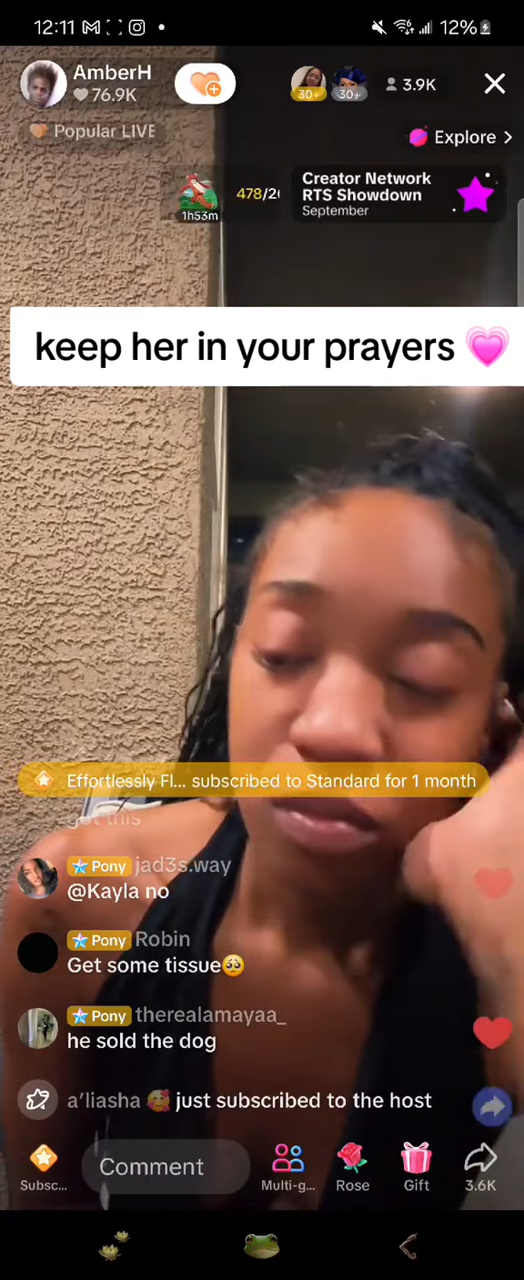 12:11
12%
AmberH
76.9K
30+
30+
3.9K
Popular LIVE
Explore >
1h53m
478/2
Creator Network
RTS Showdown
September
keep her in your prayers 💗
Effortlessly Fl... subscribed to Standard for 1 month
got this
Pony jad3s.way
@Kayla no
Pony Robin
Get some tissue🥺
Pony therealamayaa_
he sold the dog
a'liasha 🥰 just subscribed to the host
Subsc...
Comment
Multi-g...
Rose
Gift
3.6K